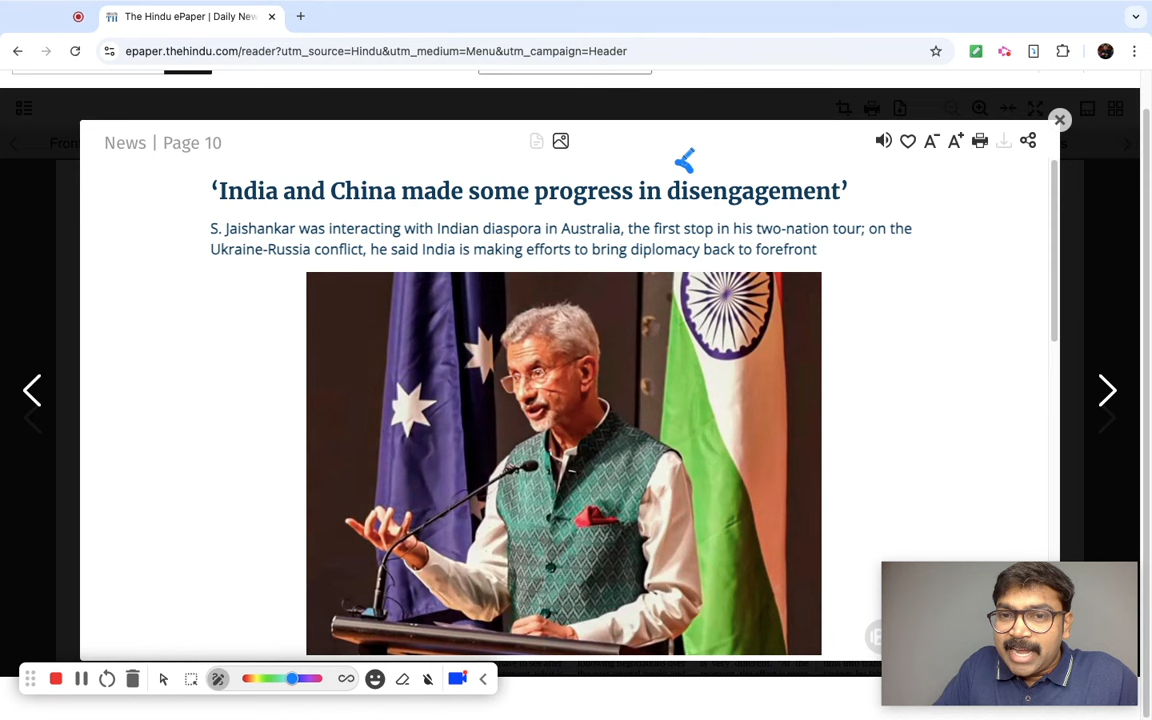 The Hindu ePaper | Daily New
epaper.thehindu.com/reader?utm_source=Hindu&utm_medium=Menu&utm_campaign=Header
News | Page 10
A- A+
‘India and China made some progress in disengagement’
S. Jaishankar was interacting with Indian diaspora in Australia, the first stop in his two-nation tour; on the
Ukraine-Russia conflict, he said India is making efforts to bring diplomacy back to forefront